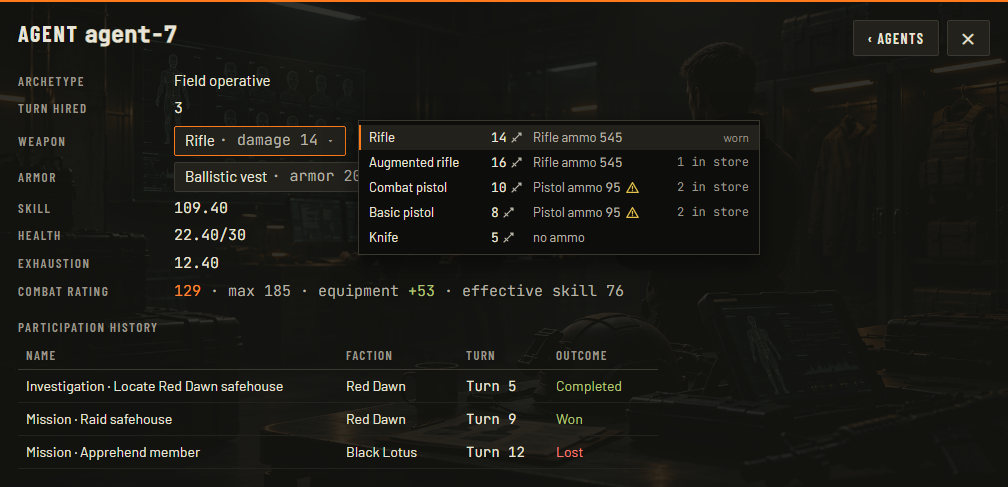 AGENT agent-7
‹ AGENTS ✕
ARCHETYPE Field operative
TURN HIRED 3
WEAPON Rifle · damage 14
ARMOR Ballistic vest · armor 20
Rifle 14 Rifle ammo 545 worn
Augmented rifle 16 Rifle ammo 545 1 in store
Combat pistol 10 Pistol ammo 95 ⚠ 2 in store
Basic pistol 8 Pistol ammo 95 ⚠ 2 in store
Knife 5 no ammo
SKILL 109.40
HEALTH 22.40/30
EXHAUSTION 12.40
COMBAT RATING 129 · max 185 · equipment +53 · effective skill 76
PARTICIPATION HISTORY
NAME FACTION TURN OUTCOME
Investigation · Locate Red Dawn safehouse Red Dawn Turn 5 Completed
Mission · Raid safehouse Red Dawn Turn 9 Won
Mission · Apprehend member Black Lotus Turn 12 Lost